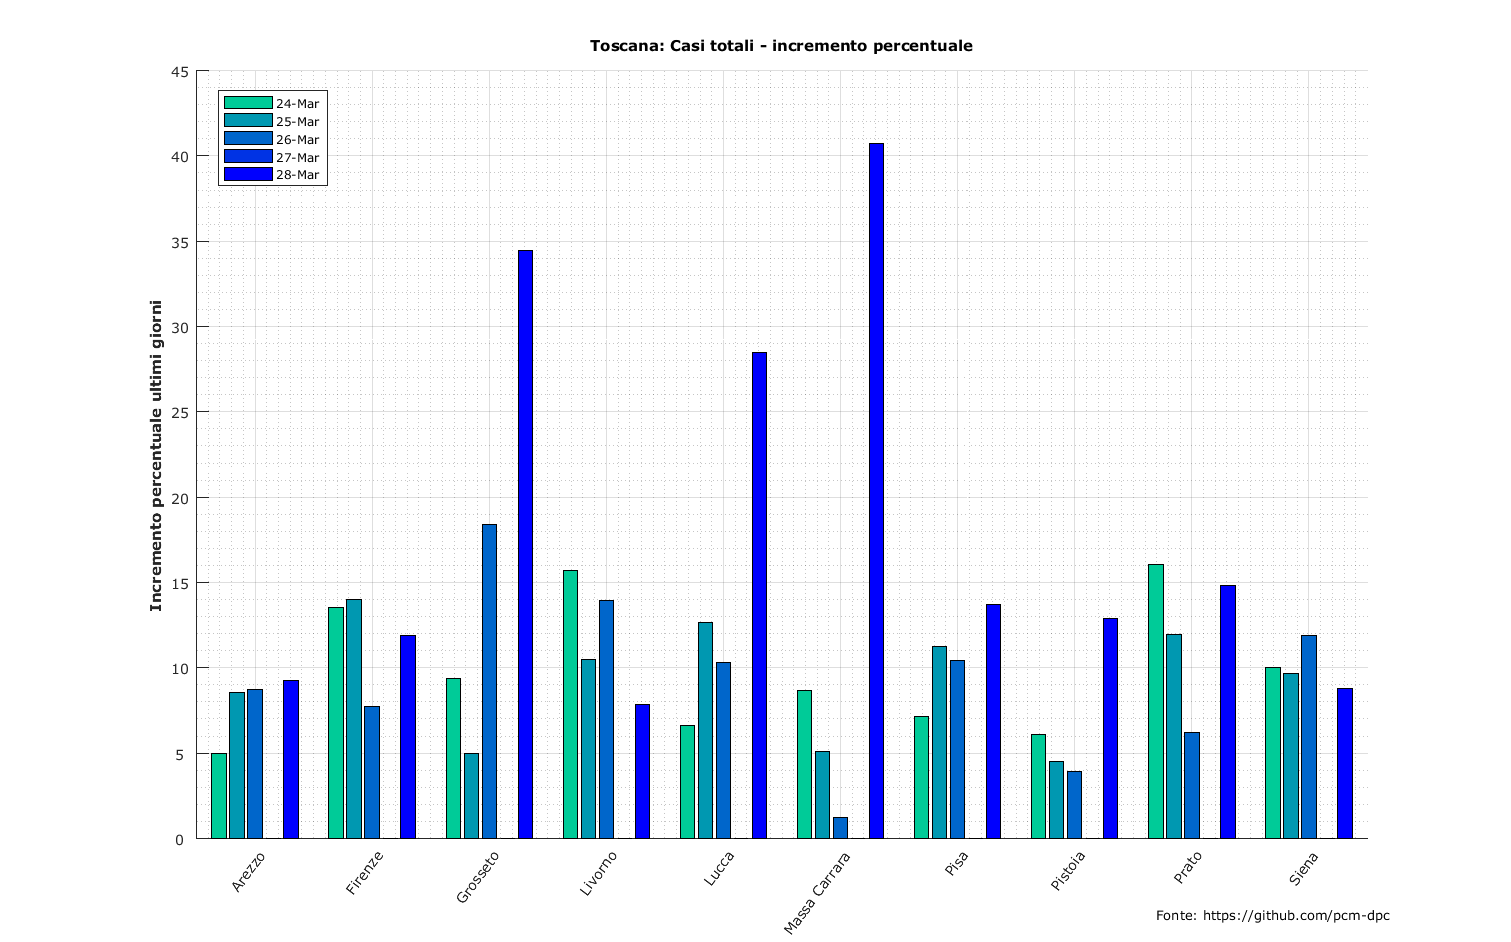 Toscana: Casi totali - incremento percentuale
Incremento percentuale ultimi giorni
45
40
35
30
25
20
15
10
5
0
24-Mar
25-Mar
26-Mar
27-Mar
28-Mar
Arezzo
Firenze
Grosseto
Livorno
Lucca
Massa Carrara
Pisa
Pistoia
Prato
Siena
Fonte: https://github.com/pcm-dpc